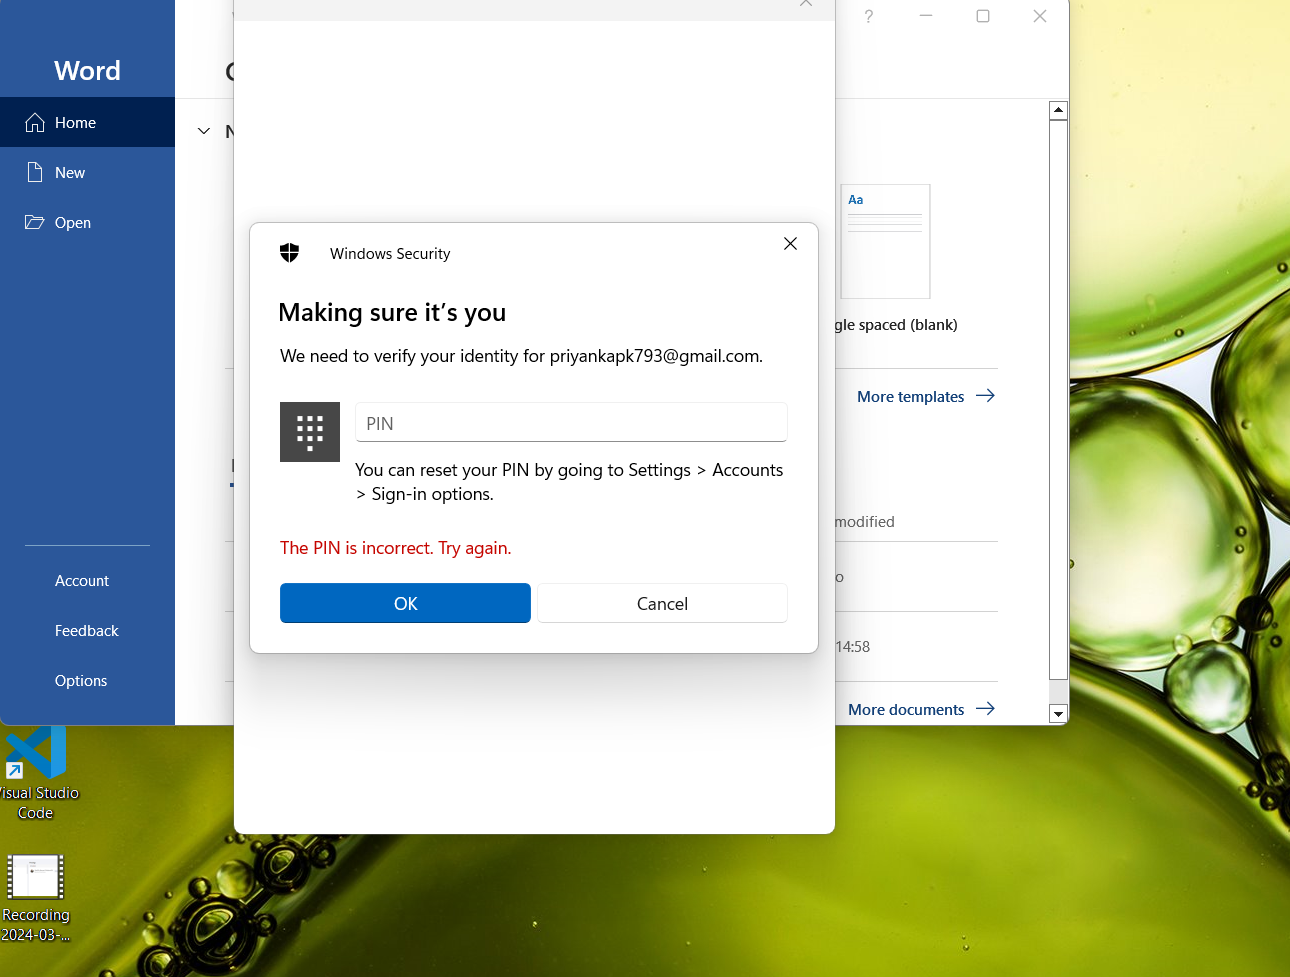 Word
Home
New
Open
Account
Feedback
Options
?
Windows Security
Making sure it's you
We need to verify your identity for priyankapk793@gmail.com.
PIN
You can reset your PIN by going to Settings > Accounts
> Sign-in options.
The PIN is incorrect. Try again.
OK
Cancel
Aa
gle spaced (blank)
More templates
modified
14:58
More documents
Visual Studio
Code
Recording
2024-03-...